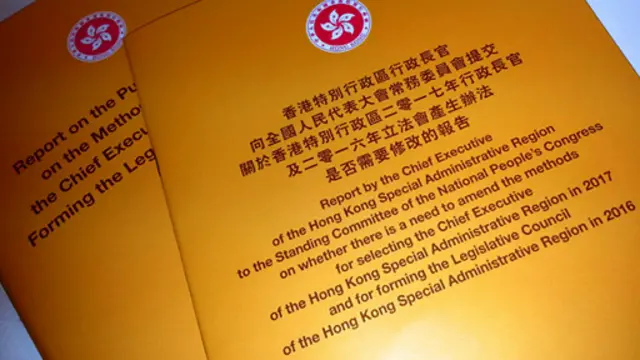 Report on the Pu
on the Metho
the Chief Execu
Forming the Legis
HONG KONG
香港特別行政區行政長官
向全國人民代表大會常務委員會提交
關於香港特別行政區二零一七年行政長官
及二零一六年立法會產生辦法
是否需要修改的報告
Report by the Chief Executive
of the Hong Kong Special Administrative Region
to the Standing Committee of the National People's Congress
on whether there is a need to amend the methods
for selecting the Chief Executive
of the Hong Kong Special Administrative Region in 2017
and for forming the Legislative Council
of the Hong Kong Special Administrative Region in 2016